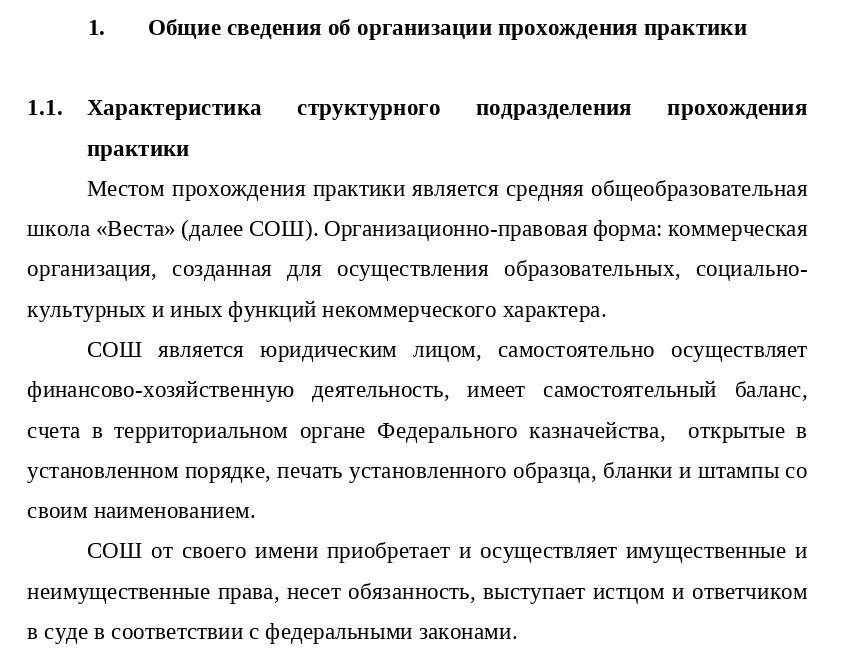 1. Общие сведения об организации прохождения практики
1.1. Характеристика структурного подразделения прохождения
практики
Местом прохождения практики является средняя общеобразовательная
школа «Веста» (далее СОШ). Организационно-правовая форма: коммерческая
организация, созданная для осуществления образовательных, социально-
культурных и иных функций некоммерческого характера.
СОШ является юридическим лицом, самостоятельно осуществляет
финансово-хозяйственную деятельность, имеет самостоятельный баланс,
счета в территориальном органе Федерального казначейства, открытые в
установленном порядке, печать установленного образца, бланки и штампы со
своим наименованием.
СОШ от своего имени приобретает и осуществляет имущественные и
неимущественные права, несет обязанность, выступает истцом и ответчиком
в суде в соответствии с федеральными законами.